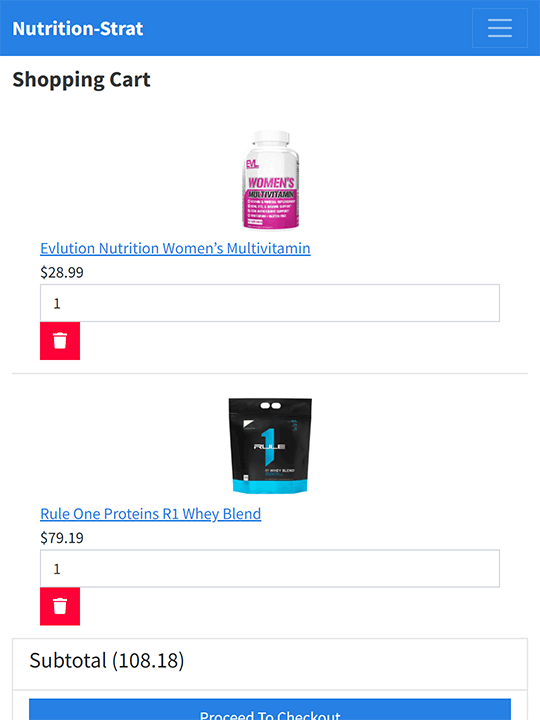 Nutrition-Strat
Shopping Cart
EVL
WOMEN'S
MULTIVITAMIN
Evlution Nutrition Women’s Multivitamin
$28.99
1
1
RULE
R1 WHEY BLEND
Rule One Proteins R1 Whey Blend
$79.19
1
Subtotal (108.18)
Proceed To Checkout